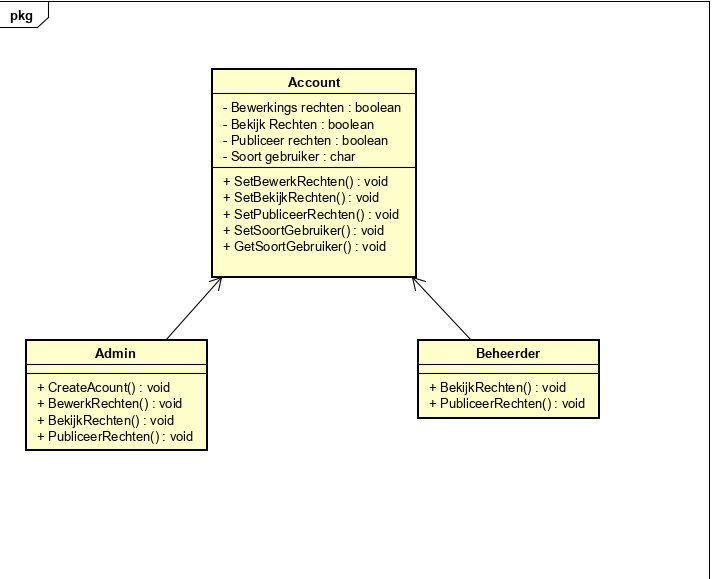 pkg
Account
- Bewerkings rechten : boolean
- Bekijk Rechten : boolean
- Publiceer rechten : boolean
- Soort gebruiker : char
+ SetBewerkRechten() : void
+ SetBekijkRechten() : void
+ SetPubliceerRechten() : void
+ SetSoortGebruiker() : void
+ GetSoortGebruiker() : void
Admin
+ CreateAcount() : void
+ BewerkRechten() : void
+ BekijkRechten() : void
+ PubliceerRechten() : void
Beheerder
+ BekijkRechten() : void
+ PubliceerRechten() : void